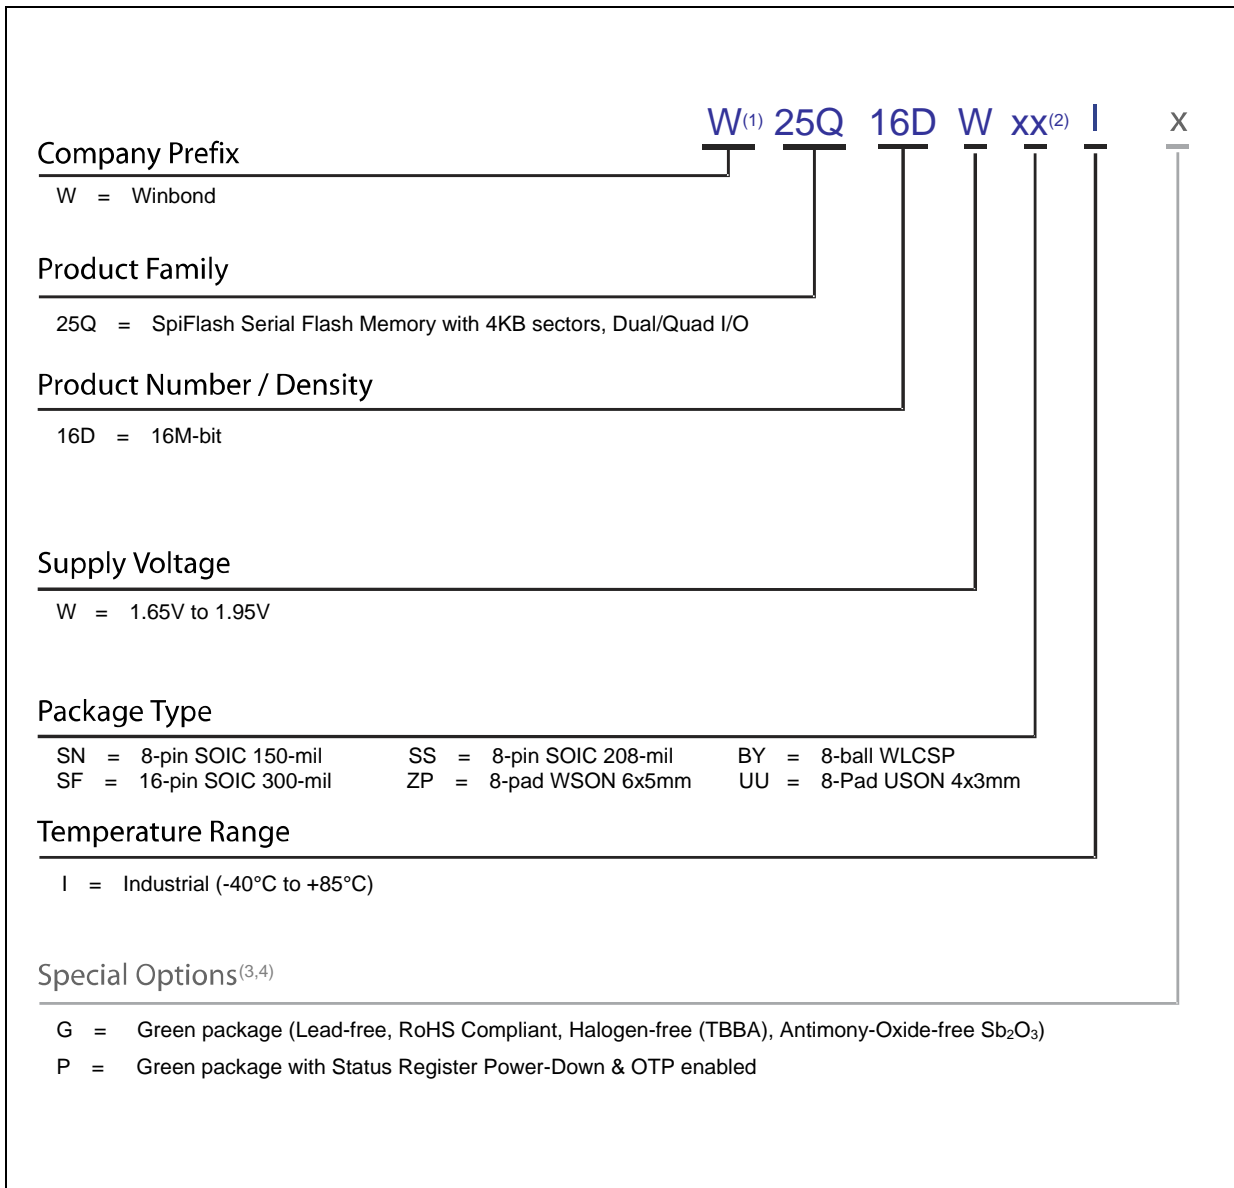 W(1) 25Q 16D W xx(2) I x
Company Prefix
W = Winbond
Product Family
25Q = SpiFlash Serial Flash Memory with 4KB sectors, Dual/Quad I/O
Product Number / Density
16D = 16M-bit
Supply Voltage
W = 1.65V to 1.95V
Package Type
SN = 8-pin SOIC 150-mil SS = 8-pin SOIC 208-mil BY = 8-ball WLCSP
SF = 16-pin SOIC 300-mil ZP = 8-pad WSON 6x5mm UU = 8-Pad USON 4x3mm
Temperature Range
I = Industrial (-40°C to +85°C)
Special Options(3,4)
G = Green package (Lead-free, RoHS Compliant, Halogen-free (TBBA), Antimony-Oxide-free Sb₂O₃)
P = Green package with Status Register Power-Down & OTP enabled